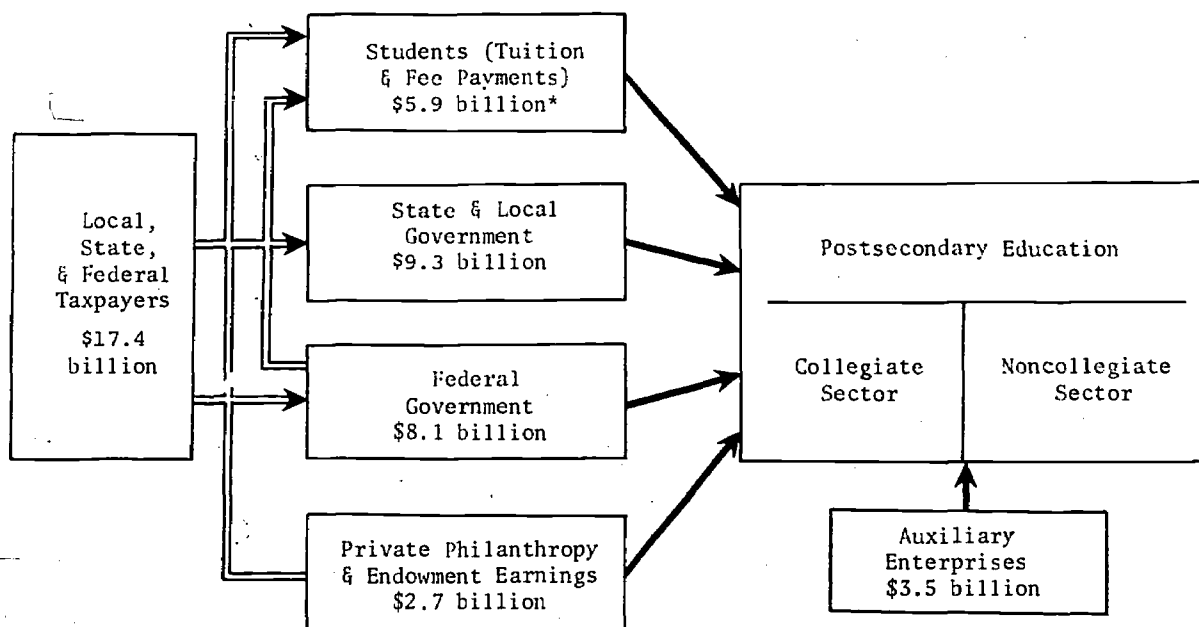 Students (Tuition
& Fee Payments)
$5.9 billion*
Local,
State,
& Federal
Taxpayers
$17.4
billion
State & Local
Government
$9.3 billion
Federal
Government
$8.1 billion
Private Philanthropy
& Endowment Earnings
$2.7 billion
Postsecondary Education
Collegiate
Sector
Noncollegiate
Sector
Auxiliary
Enterprises
$3.5 billion